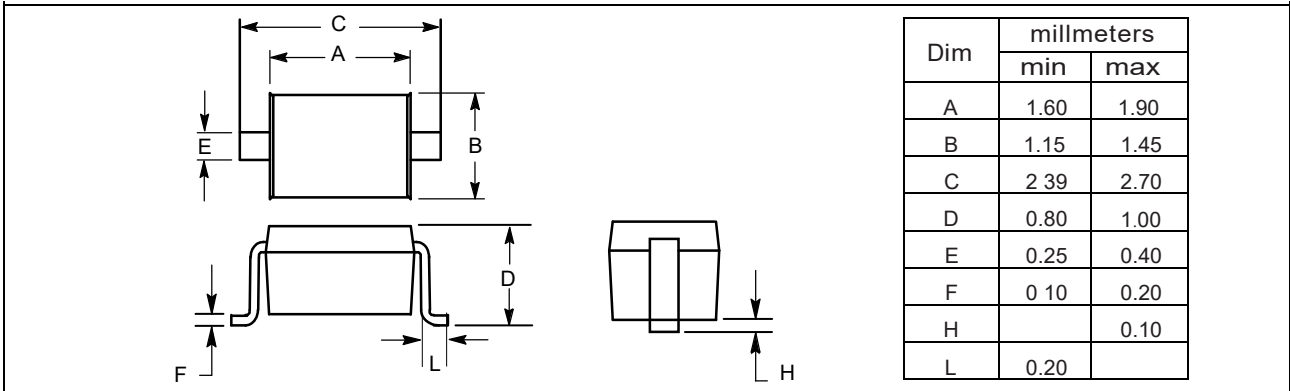 C
A
E
B
D
F
L
H
Dim millmeters
min max
A 1.60 1.90
B 1.15 1.45
C 2 39 2.70
D 0.80 1.00
E 0.25 0.40
F 0 10 0.20
H 0.10
L 0.20